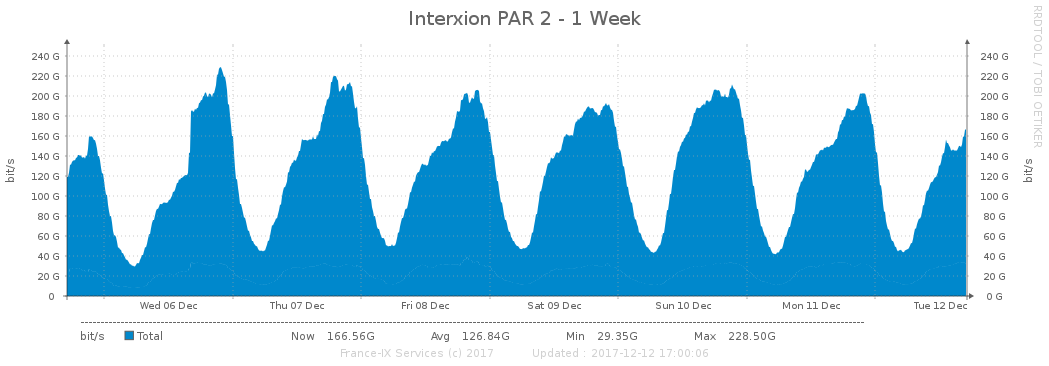 Interxion PAR 2 - 1 Week
RRDTOOL / TOBI OETIKER
bit/s
240 G 240 G
220 G 220 G
200 G 200 G
180 G 180 G
160 G 160 G
140 G 140 G
120 G 120 G
100 G 100 G
80 G 80 G
60 G 60 G
40 G 40 G
20 G 20 G
0 0 G
bit/s
Wed 06 Dec Thu 07 Dec Fri 08 Dec Sat 09 Dec Sun 10 Dec Mon 11 Dec Tue 12 Dec
bit/s Total Now 166.56G Avg 126.84G Min 29.35G Max 228.50G
France-IX Services (c) 2017 Updated : 2017-12-12 17:00:06